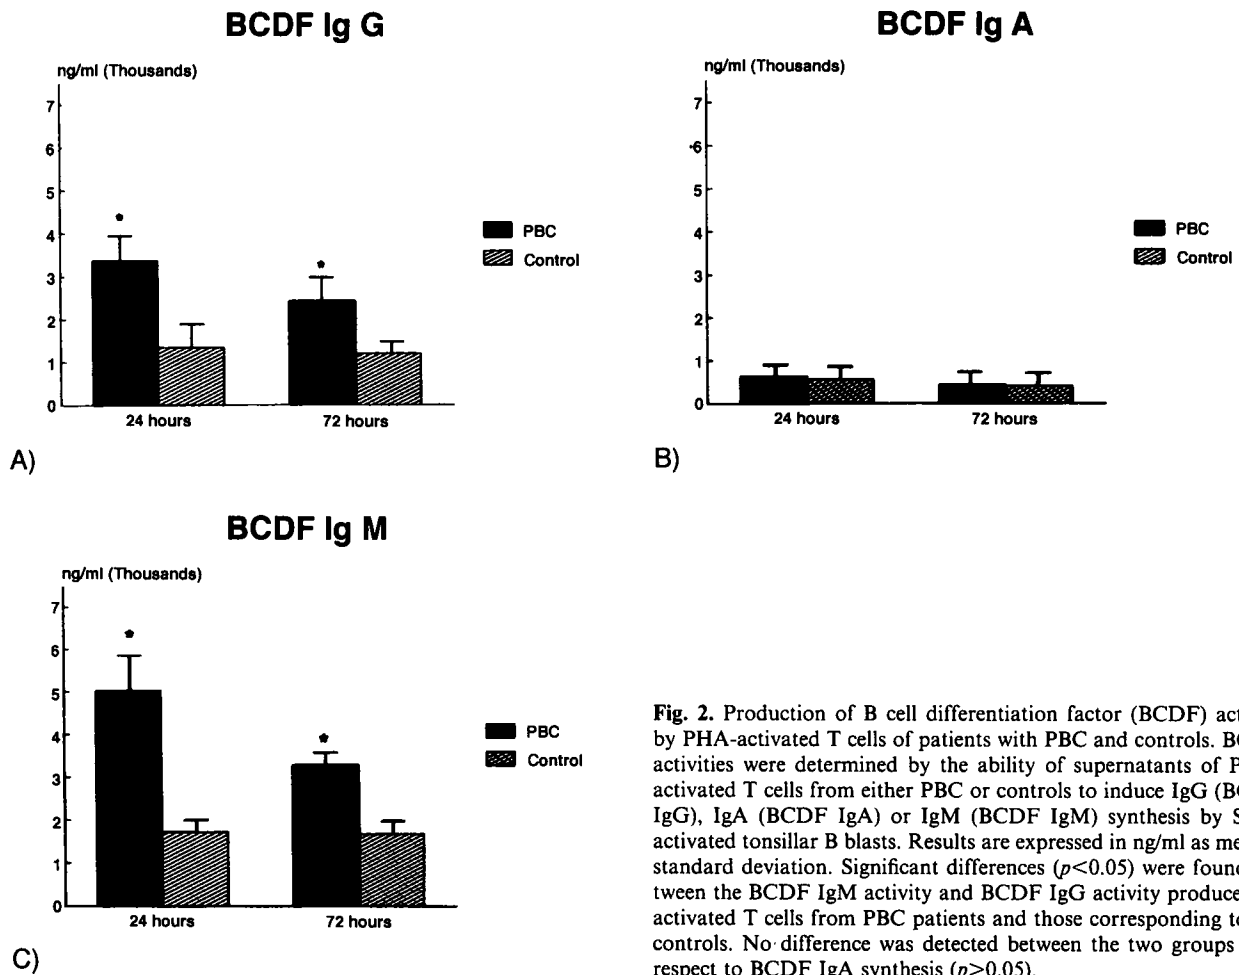 BCDF Ig G
ng/ml (Thousands)
7
6
5
4
3
2
1
0
*
*
24 hours
72 hours
PBC
Control
A)
BCDF Ig A
ng/ml (Thousands)
7
6
5
4
3
2
1
0
24 hours
72 hours
PBC
Control
B)
BCDF Ig M
ng/ml (Thousands)
7
6
5
4
3
2
1
0
*
*
24 hours
72 hours
PBC
Control
C)
Fig. 2. Production of B cell differentiation factor (BCDF) act
by PHA-activated T cells of patients with PBC and controls. BC
activities were determined by the ability of supernatants of P
activated T cells from either PBC or controls to induce IgG (BC
IgG), IgA (BCDF IgA) or IgM (BCDF IgM) synthesis by S
activated tonsillar B blasts. Results are expressed in ng/ml as me
standard deviation. Significant differences (p<0.05) were found
tween the BCDF IgM activity and BCDF IgG activity produce
activated T cells from PBC patients and those corresponding to
controls. No difference was detected between the two groups
respect to BCDF IgA synthesis (p>0.05).